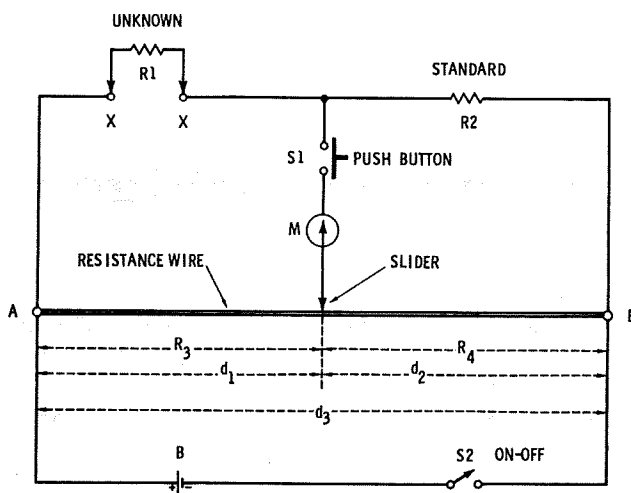 UNKNOWN
R1
X X
STANDARD
R2
S1 PUSH BUTTON
M
RESISTANCE WIRE SLIDER
A
R3 R4
d1 d2
d3
B S2 ON-OFF
+ -